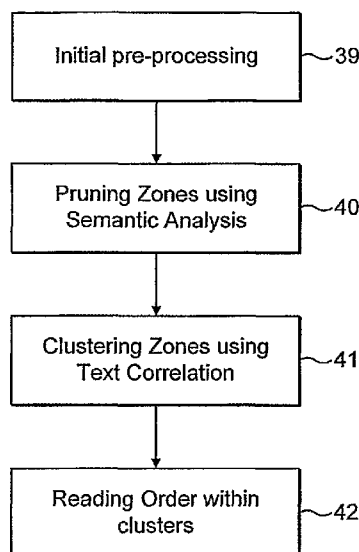 Initial pre-processing
39
Pruning Zones using
Semantic Analysis
40
Clustering Zones using
Text Correlation
41
Reading Order within
clusters
42